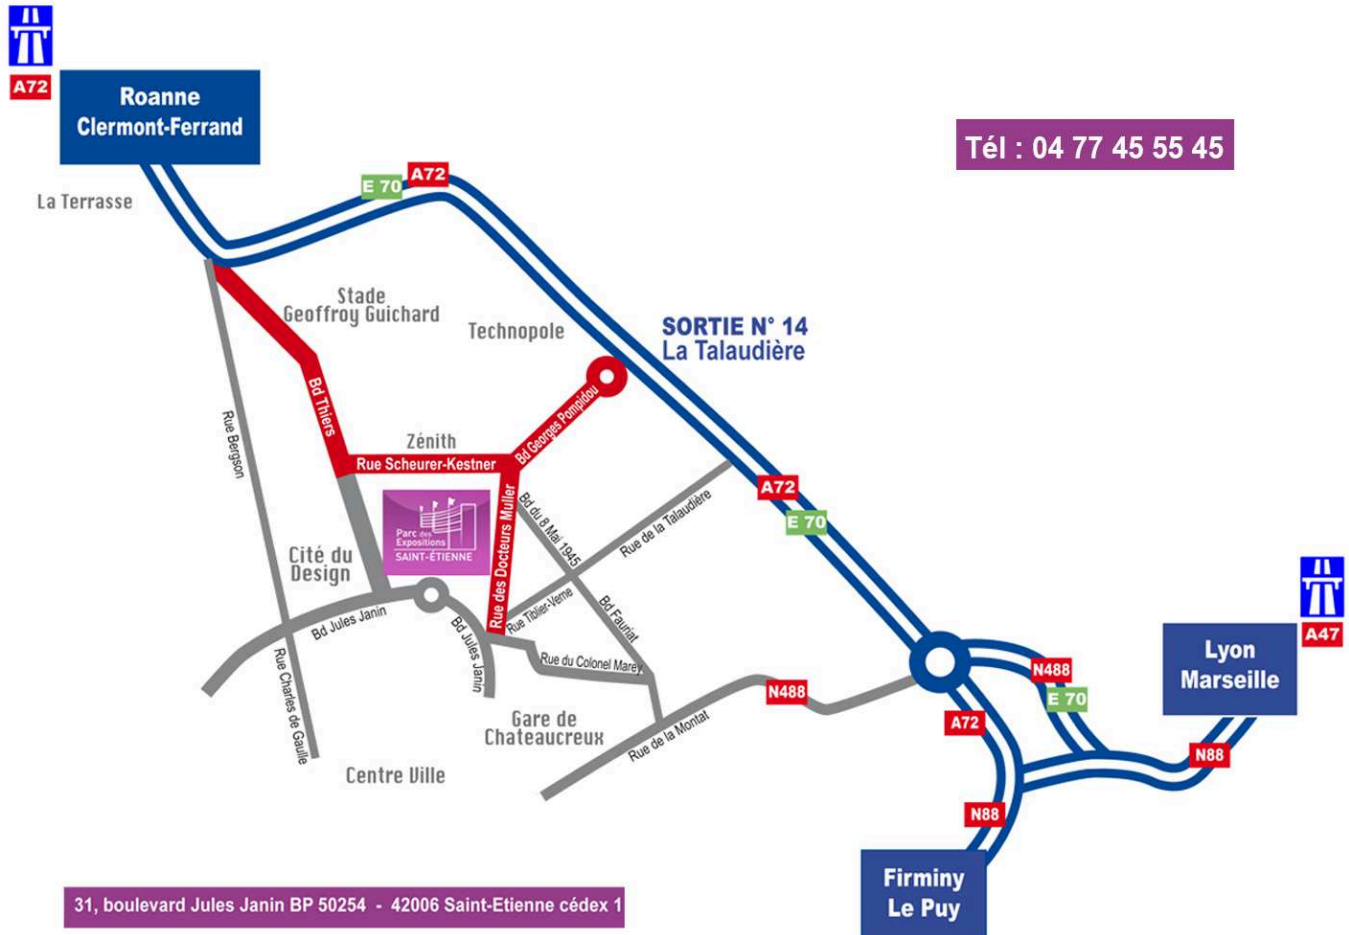 A72
Roanne
Clermont-Ferrand
Tél : 04 77 45 55 45
La Terrasse
E 70
A72
Stade
Geoffroy Guichard
Technopole
SORTIE N° 14
La Talaudière
Bd Thiers
Bd Georges Pompidou
Rue Bergson
Zénith
Rue Scheurer-Kestner
A72
E 70
Parc des
Expositions
SAINT-ÉTIENNE
Rue des Docteurs Muller
Bd du 8 Mai 1945
Rue de la Talaudière
Cité du
Design
Bd Jules Janin
Bd Jules Janin
Rue Tiblier-Verne
Bd Fauriat
Rue du Colonel Marey
Rue Charles de Gaulle
A47
Lyon
Marseille
N488
E 70
N488
A72
Gare de
Chateaucreux
Rue de la Montat
N88
Centre Ville
N88
Firminy
Le Puy
31, boulevard Jules Janin BP 50254 - 42006 Saint-Etienne cédex 1